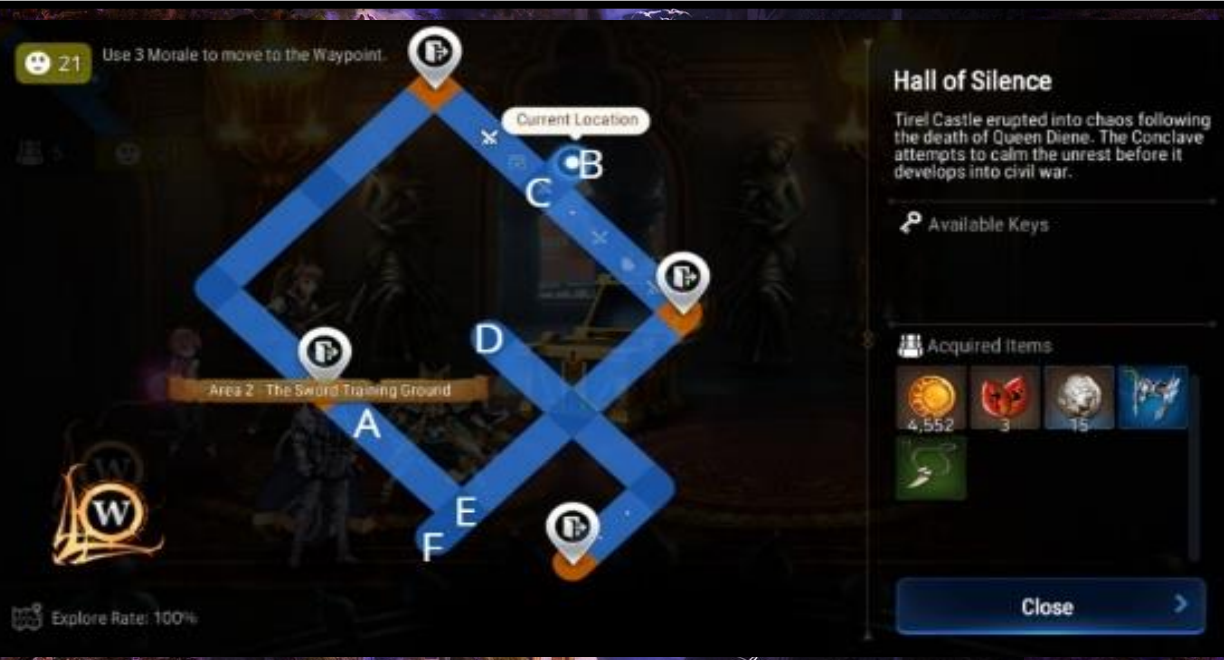 21
Use 3 Morale to move to the Waypoint.
Current Location
B
C
D
Area 2 - The Sword Training Ground
A
E
F
W
W
Explore Rate: 100%
Hall of Silence
Tirel Castle erupted into chaos following
the death of Queen Diene. The Conclave
attempts to calm the unrest before it
develops into civil war.
Available Keys
Acquired Items
4,552
3
15
Close